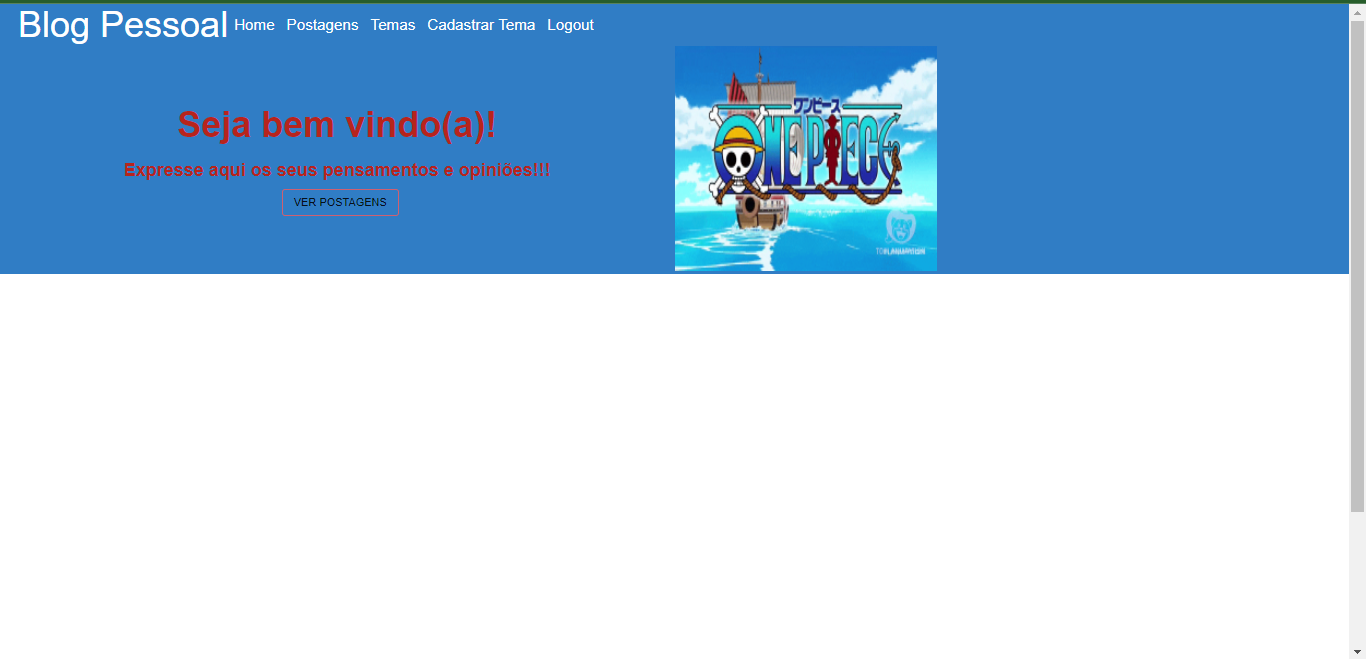 Blog Pessoal Home Postagens Temas Cadastrar Tema Logout
Seja bem vindo(a)!
Expresse aqui os seus pensamentos e opiniões!!!
VER POSTAGENS
ワンピース
ONE PIECE